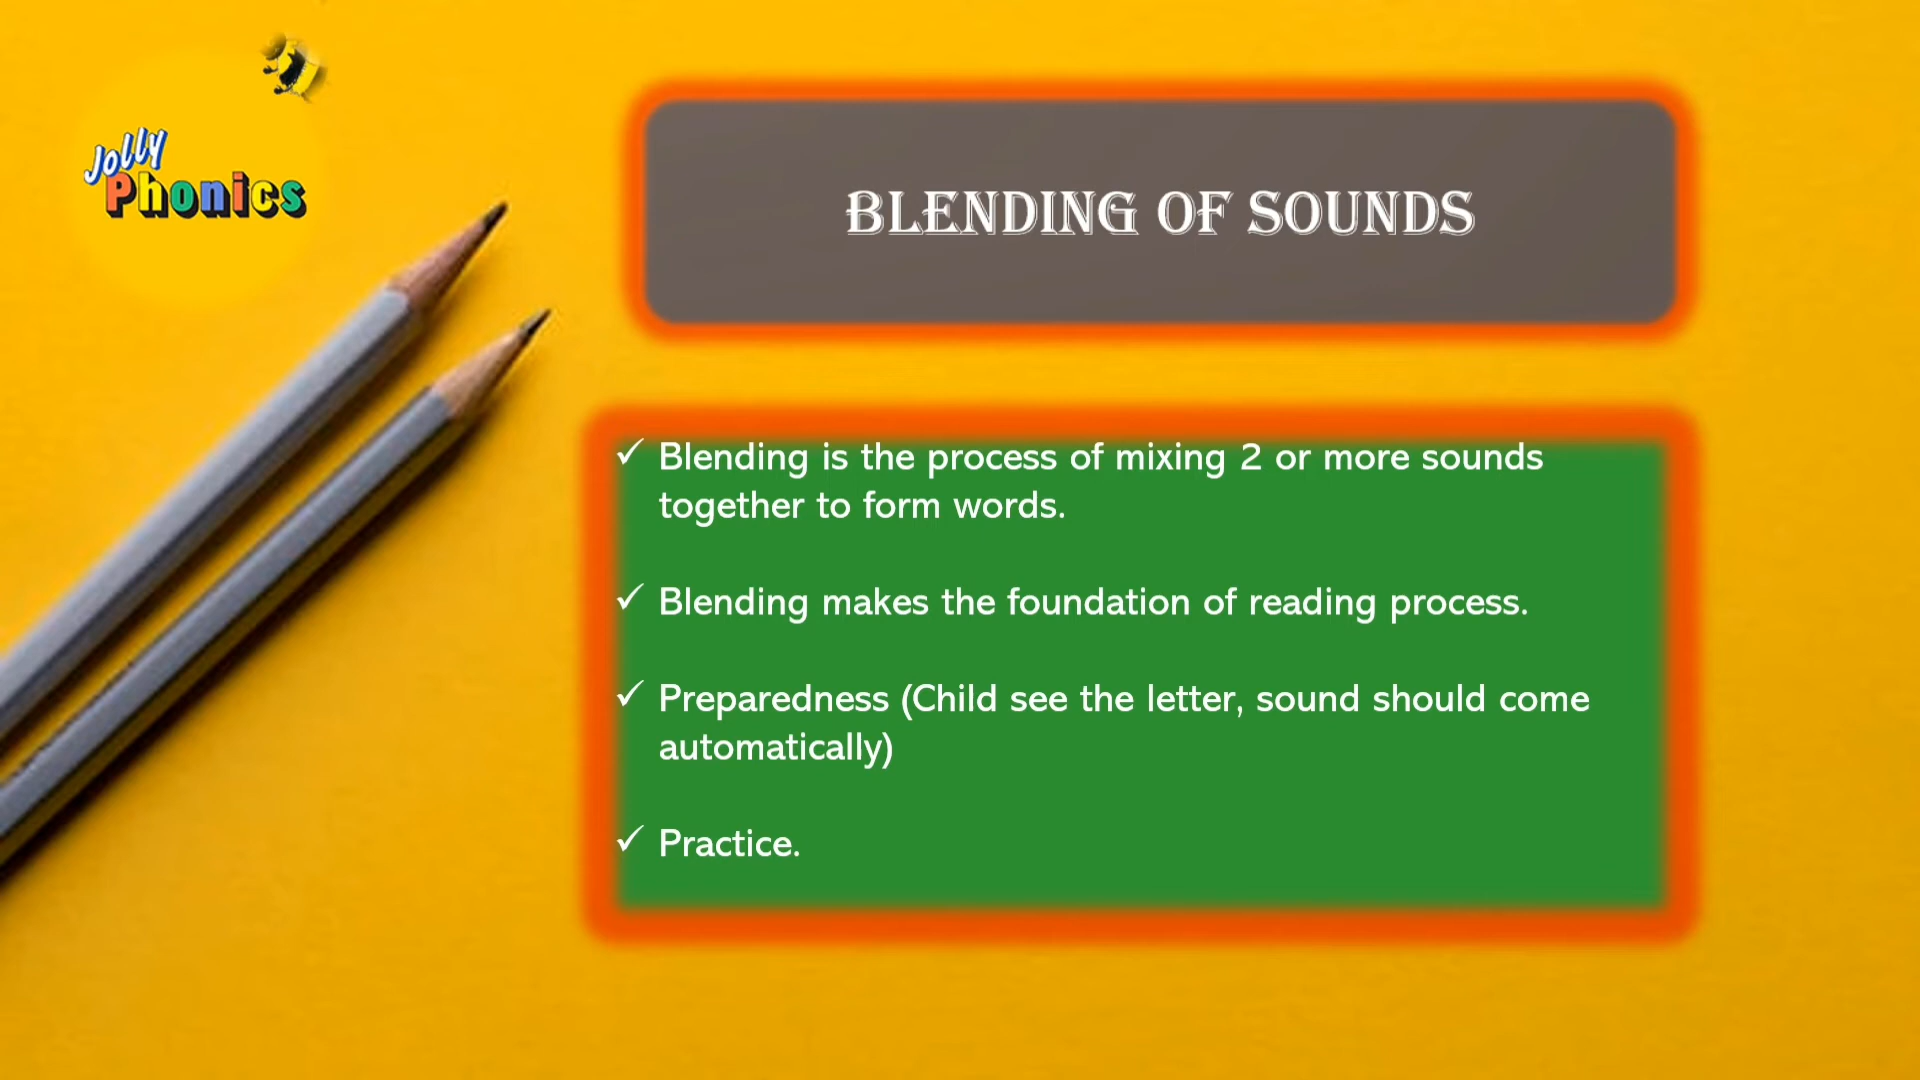 Jolly
Phonics
BLENDING OF SOUNDS
✓ Blending is the process of mixing 2 or more sounds
together to form words.
✓ Blending makes the foundation of reading process.
✓ Preparedness (Child see the letter, sound should come
automatically)
✓ Practice.